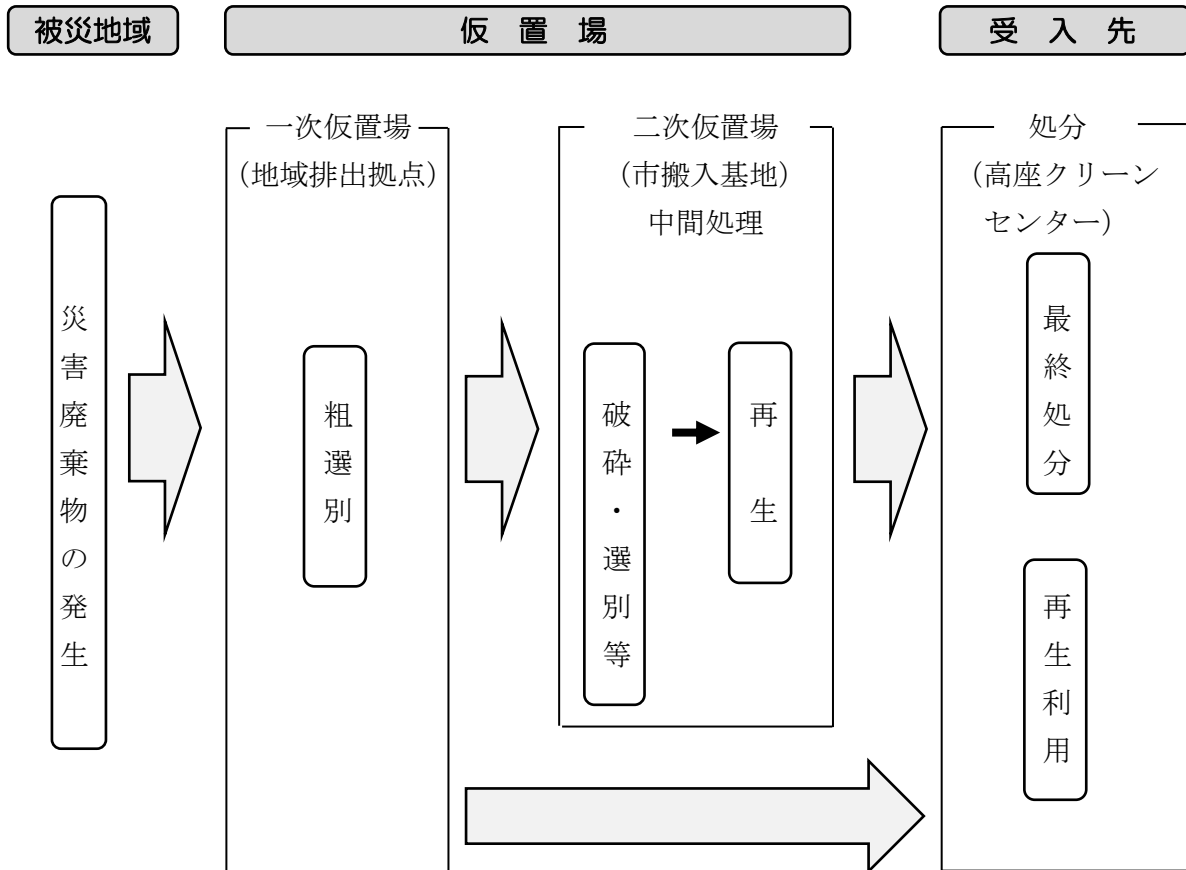 被災地域
仮置場
受入先
災害廃棄物の発生
一次仮置場
(地域排出拠点)
粗選別
二次仮置場
(市搬入基地)
中間処理
破砕・選別等
再生
処分
(高座クリーン
センター)
最終処分
再生利用